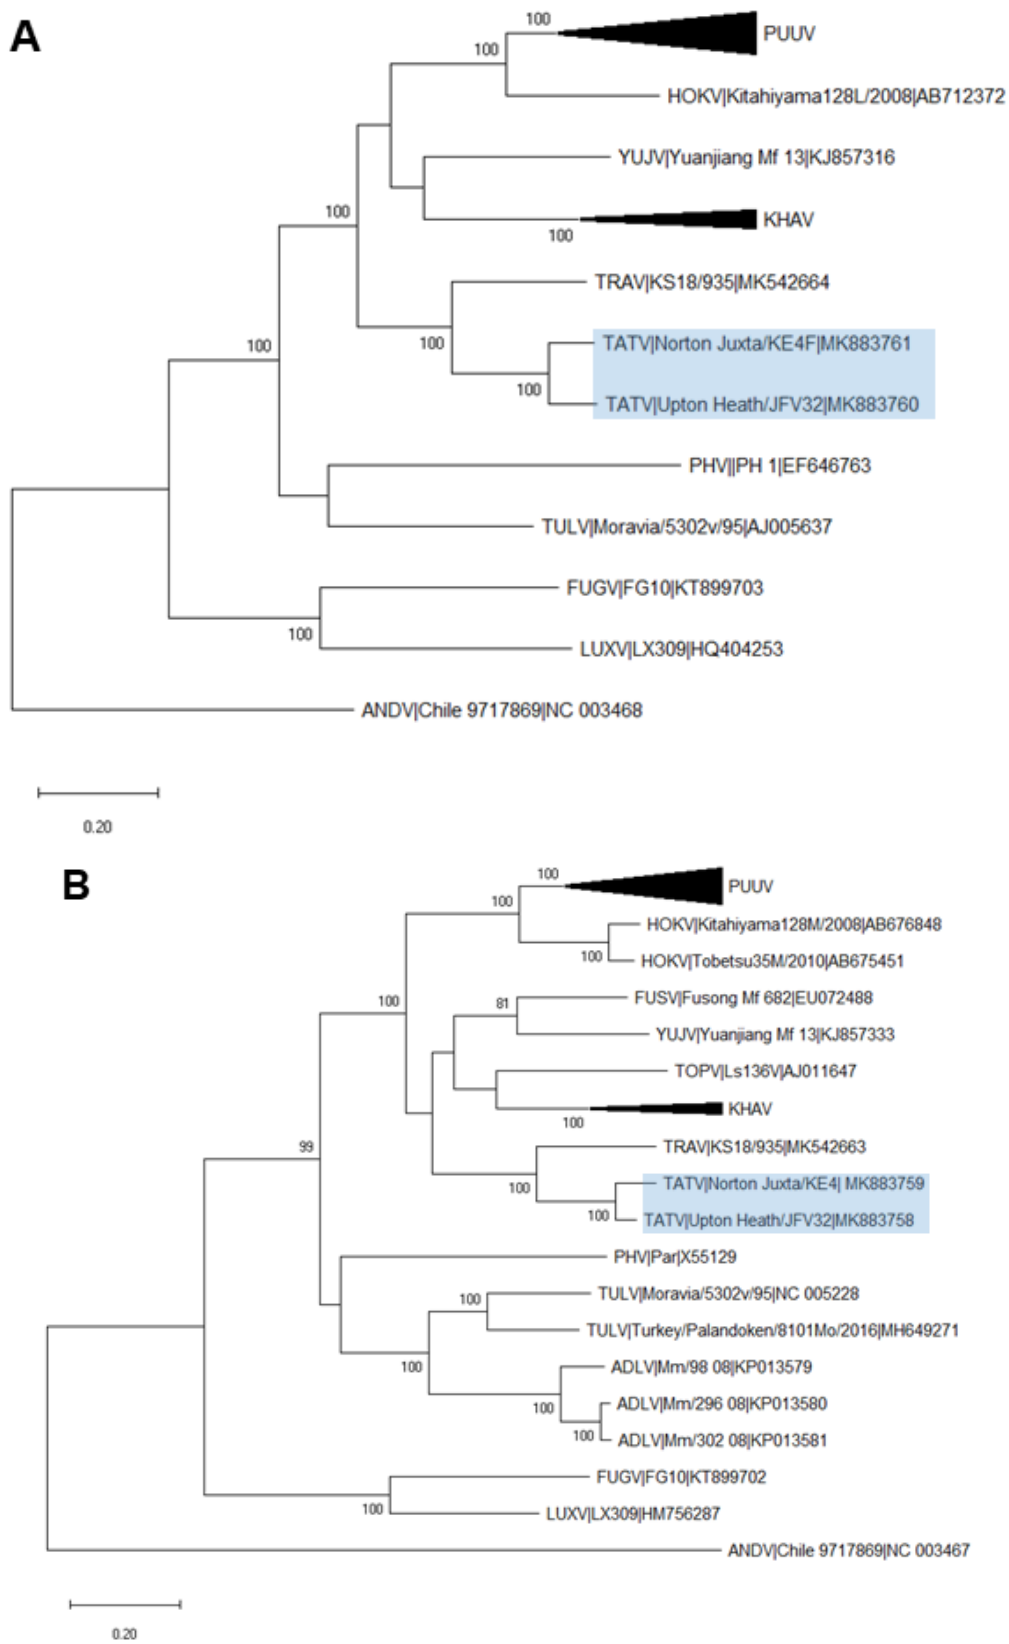 A
100
PUUV
100
HOKV|Kitahiyama128L/2008|AB712372
YUJV|Yuanjiang Mf 13|KJ857316
100
KHAV
100
TRAV|KS18/935|MK542664
100
TATV|Norton Juxta/KE4F|MK883761
100
100
TATV|Upton Heath/JFV32|MK883760
PHV||PH 1|EF646763
TULV|Moravia/5302v/95|AJ005637
FUGV|FG10|KT899703
100
LUXV|LX309|HQ404253
ANDV|Chile 9717869|NC 003468
0.20
B
100
PUUV
100
HOKV|Kitahiyama128M/2008|AB676848
100
HOKV|Tobetsu35M/2010|AB675451
100
81
FUSV|Fusong Mf 682|EU072488
YUJV|Yuanjiang Mf 13|KJ857333
TOPV|Ls136V|AJ011647
KHAV
100
99
TRAV|KS18/935|MK542663
100
TATV|Norton Juxta/KE4| MK883759
100
TATV|Upton Heath/JFV32|MK883758
PHV|Par|X55129
100
TULV|Moravia/5302v/95|NC 005228
TULV|Turkey/Palandoken/8101Mo/2016|MH649271
100
ADLV|Mm/98 08|KP013579
100
ADLV|Mm/296 08|KP013580
100
ADLV|Mm/302 08|KP013581
FUGV|FG10|KT899702
100
LUXV|LX309|HM756287
ANDV|Chile 9717869|NC 003467
0.20